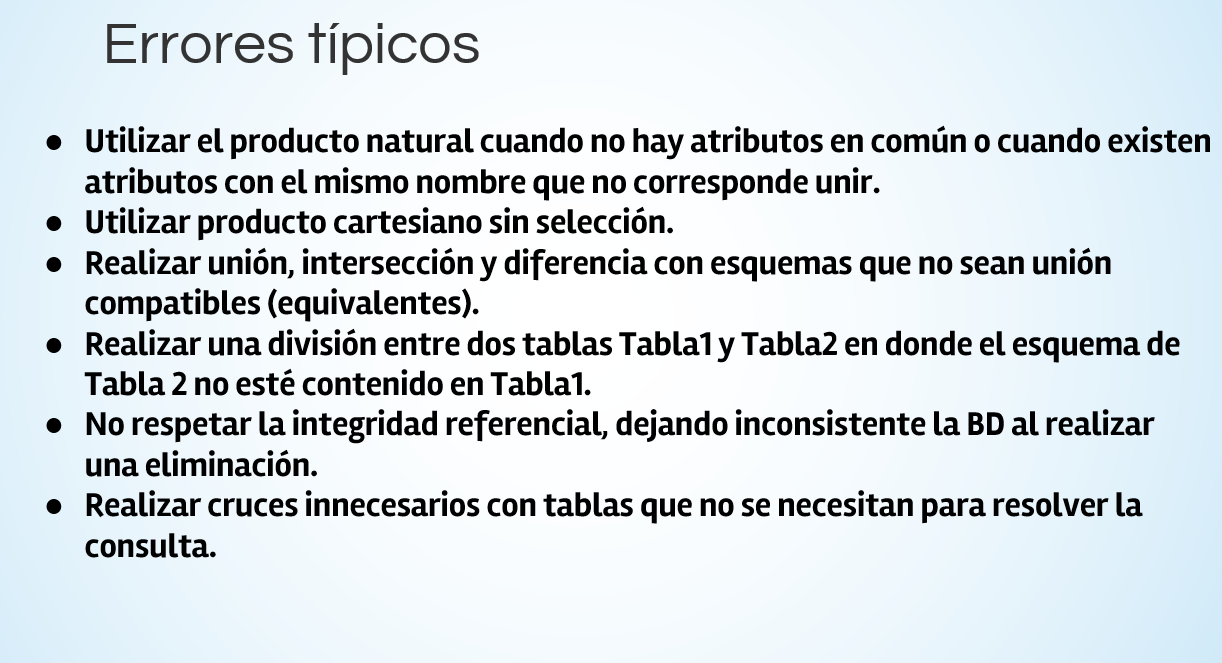 Errores típicos
● Utilizar el producto natural cuando no hay atributos en común o cuando existen
atributos con el mismo nombre que no corresponde unir.
● Utilizar producto cartesiano sin selección.
● Realizar unión, intersección y diferencia con esquemas que no sean unión
compatibles (equivalentes).
● Realizar una división entre dos tablas Tabla1 y Tabla2 en donde el esquema de
Tabla 2 no esté contenido en Tabla1.
● No respetar la integridad referencial, dejando inconsistente la BD al realizar
una eliminación.
● Realizar cruces innecesarios con tablas que no se necesitan para resolver la
consulta.